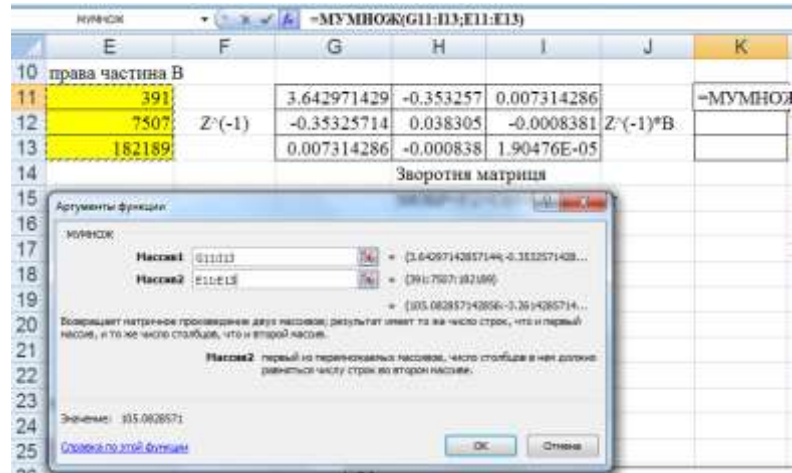 МУМНОЖ =МУМНОЖ(G11:I13;E11:E13)
E F G H I J K
10 права частина B
11 391 3.642971429 -0.353257 0.007314286 =МУМНОЖ
12 7507 Z^(-1) -0.35325714 0.038305 -0.0008381 Z^(-1)*B
13 182189 0.007314286 -0.000838 1.90476E-05
14 Зворотня матриця
15
Аргументы функции
16
МУМНОЖ
17 Массив1 G11:I13 = {3.64297142857144;-0.3532571428...
18 Массив2 E11:E13 = {391:7507:182189}
19 = {105.082857142856:-3.2614285714...
20 Возвращает матричное произведение двух массивов; результат имеет то же число строк, что и первый
массив, и то же число столбцов, что и второй массив.
21
Массив2 первый из перемножаемых массивов, число столбцов в нем должно
22 равняться числу строк во втором массиве.
23
24 Значение: 105.0828571
25 Справка по этой функции ОК Отмена